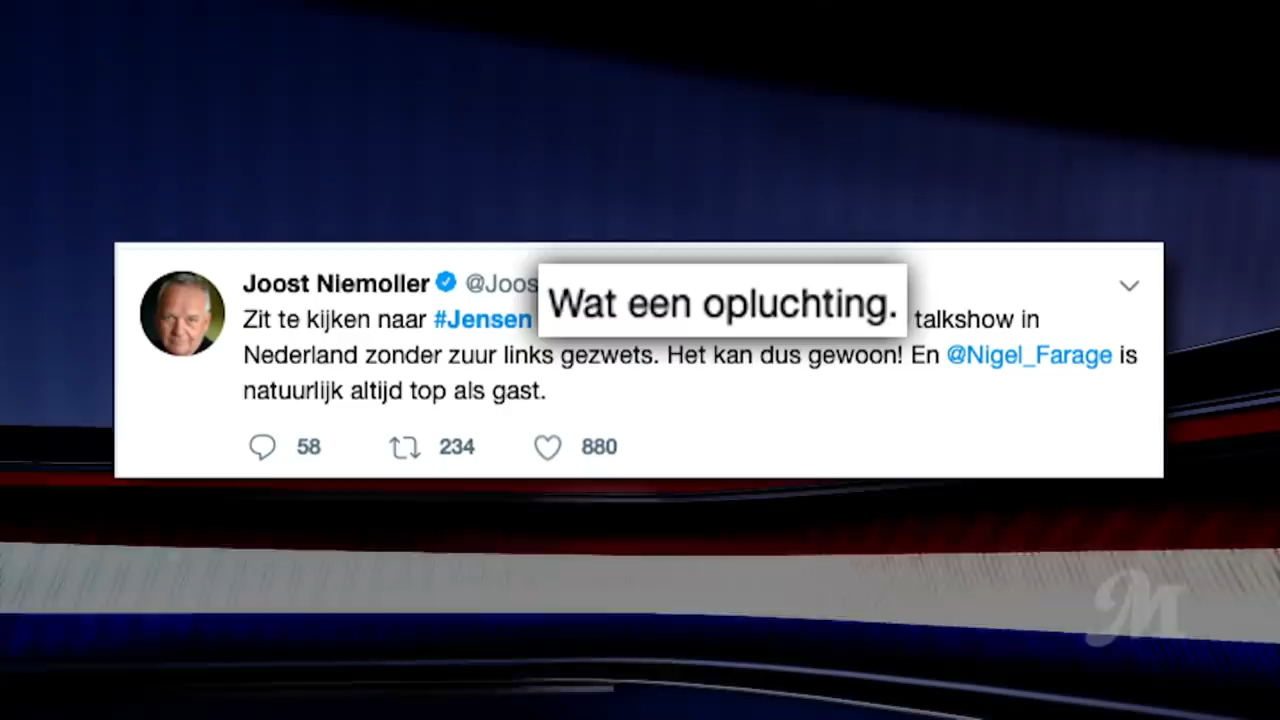 Joost Niemoller @Joos
Wat een opluchting.
Zit te kijken naar #Jensen talkshow in
Nederland zonder zuur links gezwets. Het kan dus gewoon! En @Nigel_Farage is
natuurlijk altijd top als gast.
58 234 880
M